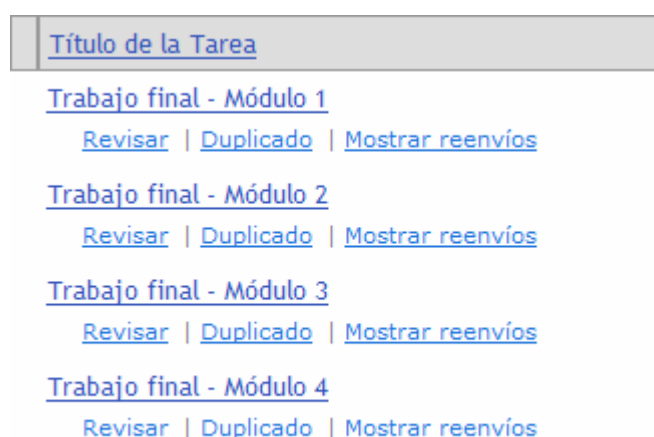 Título de la Tarea
Trabajo final - Módulo 1
Revisar | Duplicado | Mostrar reenvíos
Trabajo final - Módulo 2
Revisar | Duplicado | Mostrar reenvíos
Trabajo final - Módulo 3
Revisar | Duplicado | Mostrar reenvíos
Trabajo final - Módulo 4
Revisar | Duplicado | Mostrar reenvíos